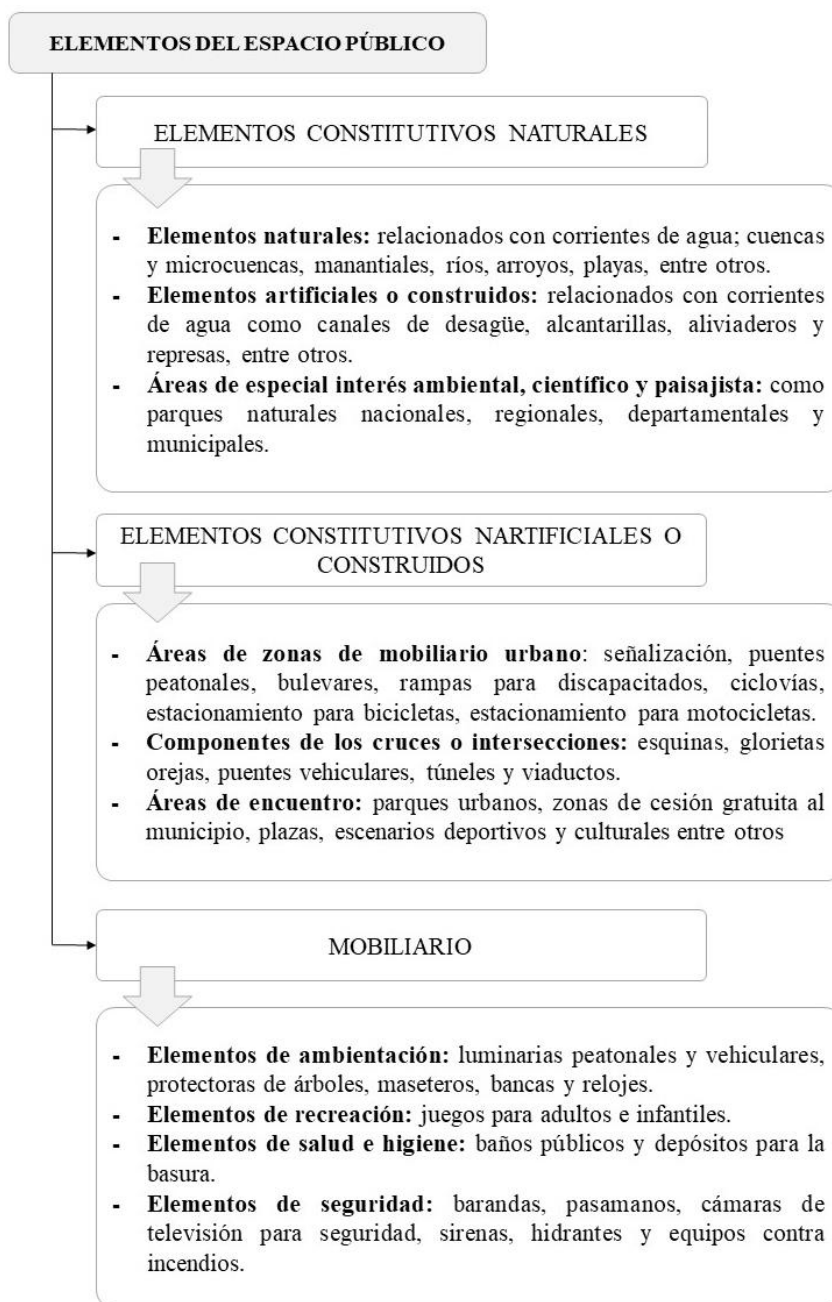 ELEMENTOS DEL ESPACIO PÚBLICO
ELEMENTOS CONSTITUTIVOS NATURALES
- Elementos naturales: relacionados con corrientes de agua; cuencas
y microcuencas, manantiales, ríos, arroyos, playas, entre otros.
- Elementos artificiales o construidos: relacionados con corrientes
de agua como canales de desagüe, alcantarillas, aliviaderos y
represas, entre otros.
- Áreas de especial interés ambiental, científico y paisajista: como
parques naturales nacionales, regionales, departamentales y
municipales.
ELEMENTOS CONSTITUTIVOS NARTIFICIALES O
CONSTRUIDOS
- Áreas de zonas de mobiliario urbano: señalización, puentes
peatonales, bulevares, rampas para discapacitados, ciclovías,
estacionamiento para bicicletas, estacionamiento para motocicletas.
- Componentes de los cruces o intersecciones: esquinas, glorietas
orejas, puentes vehiculares, túneles y viaductos.
- Áreas de encuentro: parques urbanos, zonas de cesión gratuita al
municipio, plazas, escenarios deportivos y culturales entre otros
MOBILIARIO
- Elementos de ambientación: luminarias peatonales y vehiculares,
protectoras de árboles, maseteros, bancas y relojes.
- Elementos de recreación: juegos para adultos e infantiles.
- Elementos de salud e higiene: baños públicos y depósitos para la
basura.
- Elementos de seguridad: barandas, pasamanos, cámaras de
televisión para seguridad, sirenas, hidrantes y equipos contra
incendios.